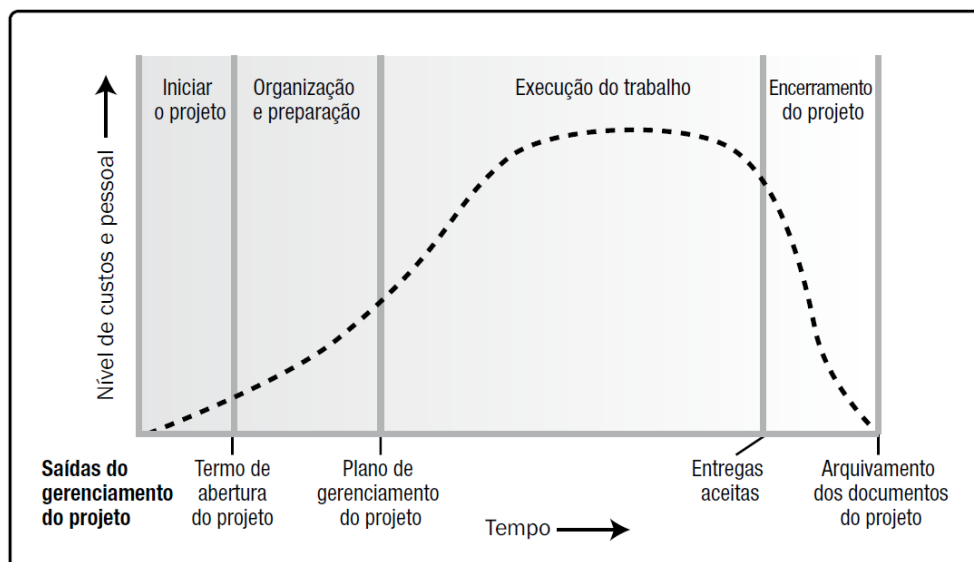 Iniciar
o projeto
Organização
e preparação
Execução do trabalho
Encerramento
do projeto
Nível de custos e pessoal
Saídas do
gerenciamento
do projeto
Termo de
abertura
do projeto
Plano de
gerenciamento
do projeto
Entregas
aceitas
Arquivamento
dos documentos
do projeto
Tempo